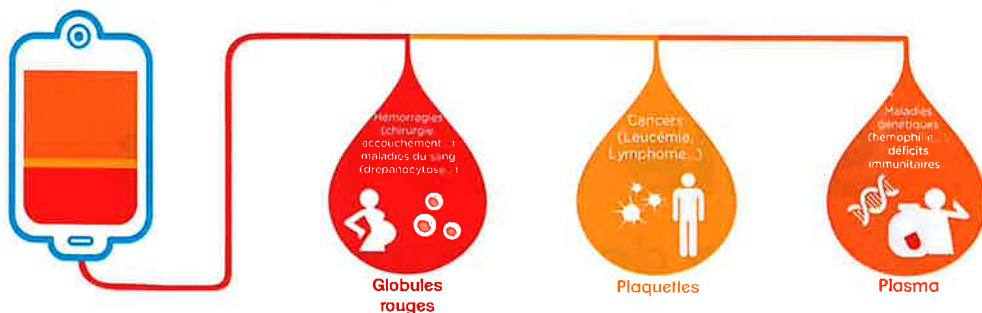 Hémorragies
(chirurgie
accouchement...)
maladies du sang
(drépanocytose...)
Globules
rouges
Cancers
(Leucémie,
Lymphome...)
Plaquettes
Maladies
génétiques
(hémophilie...)
déficits
immunitaires
Plasma